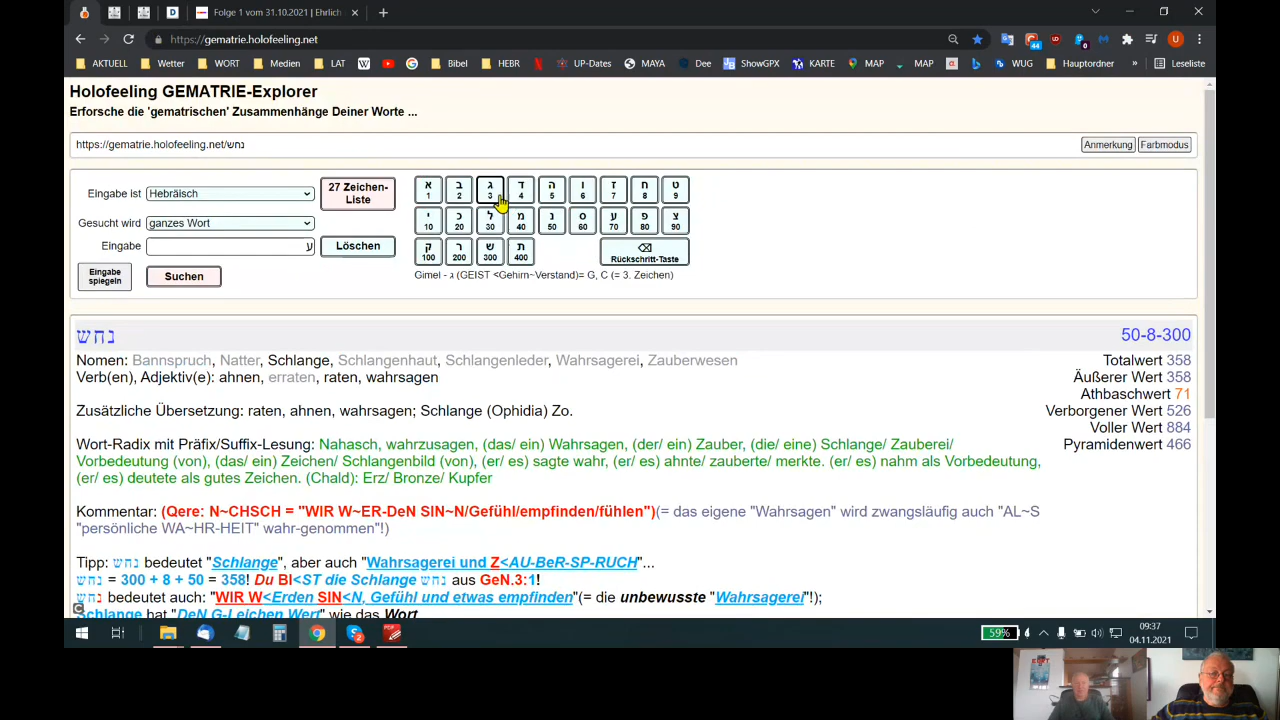 Folge 1 vom 31.10.2021 | Ehrlich
https://gematrie.holofeeling.net
AKTUELL Wetter WORT Medien LAT Bibel HEBR UP-Dates MAYA Dee ShowGPX KARTE MAP MAP WUG Hauptordner » Leseliste
Holofeeling GEMATRIE-Explorer
Erforsche die 'gematrischen' Zusammenhänge Deiner Worte ...
https://gematrie.holofeeling.net/נחש
Anmerkung Farbmodus
Eingabe ist Hebräisch
27 Zeichen-Liste
Gesucht wird ganzes Wort
Eingabe ע
Löschen
Eingabe spiegeln
Suchen
א ב ג ד ה ו ז ח ט
1 2 3 4 5 6 7 8 9
י כ ל מ נ ס ע פ צ
10 20 30 40 50 60 70 80 90
ק ר ש ת ⌫
100 200 300 400 Rückschritt-Taste
Gimel - ג (GEIST <Gehirn~Verstand)= G, C (= 3. Zeichen)
נחש 50-8-300
Nomen: Bannspruch, Natter, Schlange, Schlangenhaut, Schlangenleder, Wahrsagerei, Zauberwesen
Verb(en), Adjektiv(e): ahnen, erraten, raten, wahrsagen
Zusätzliche Übersetzung: raten, ahnen, wahrsagen; Schlange (Ophidia) Zo.
Totalwert 358
Äußerer Wert 358
Athbaschwert 71
Verborgener Wert 526
Voller Wert 884
Pyramidenwert 466
Wort-Radix mit Präfix/Suffix-Lesung: Nahasch, wahrzusagen, (das/ ein) Wahrsagen, (der/ ein) Zauber, (die/ eine) Schlange/ Zauberei/
Vorbedeutung (von), (das/ ein) Zeichen/ Schlangenbild (von), (er/ es) sagte wahr, (er/ es) ahnte/ zauberte/ merkte. (er/ es) nahm als Vorbedeutung,
(er/ es) deutete als gutes Zeichen. (Chald): Erz/ Bronze/ Kupfer
Kommentar: (Qere: N~CHSCH = "WIR W~ER-DeN SIN~N/Gefühl/empfinden/fühlen")(= das eigene "Wahrsagen" wird zwangsläufig auch "AL~S
"persönliche WA~HR-HEIT" wahr-genommen"!)
Tipp: נחש bedeutet "Schlange", aber auch "Wahrsagerei und Z<AU-BeR-SP-RUCH"...
נחש = 300 + 8 + 50 = 358! Du BI<ST die Schlange נחש aus GeN.3:1!
נחש bedeutet auch: "WIR W<Erden SIN<N, Gefühl und etwas empfinden"(= die unbewusste "Wahrsagerei"!);
Schlange hat "DeN G-Leichen Wert" wie das Wort
59%
09:37
04.11.2021